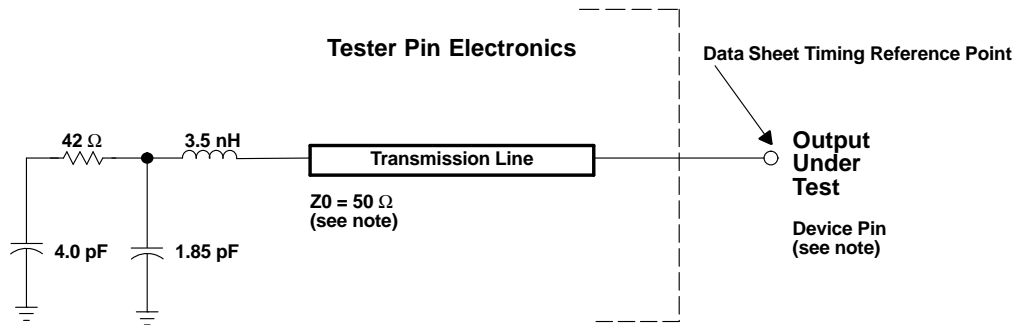 Tester Pin Electronics
Data Sheet Timing Reference Point
42 Ω
3.5 nH
Transmission Line
Output
Under
Test
Z0 = 50 Ω
(see note)
Device Pin
(see note)
4.0 pF
1.85 pF